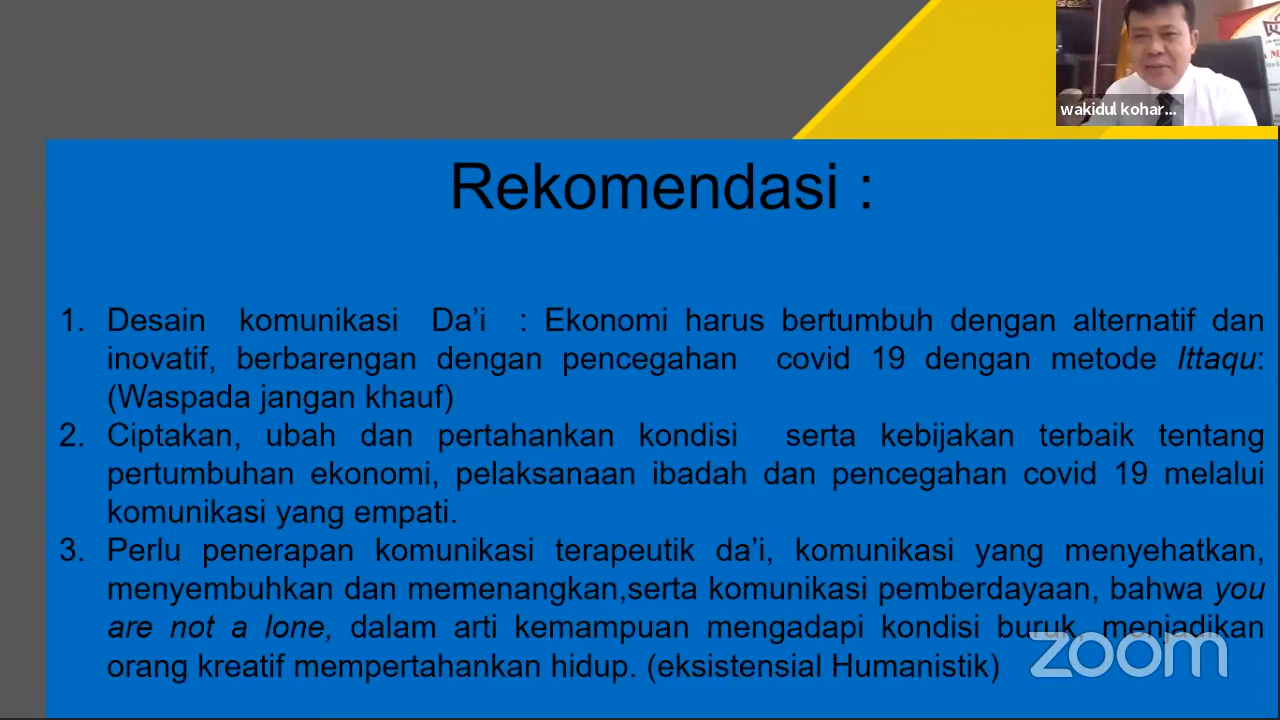 wakidul kohar...
Rekomendasi :
1. Desain komunikasi Da'i : Ekonomi harus bertumbuh dengan alternatif dan
inovatif, berbarengan dengan pencegahan covid 19 dengan metode Ittaqu:
(Waspada jangan khauf)
2. Ciptakan, ubah dan pertahankan kondisi serta kebijakan terbaik tentang
pertumbuhan ekonomi, pelaksanaan ibadah dan pencegahan covid 19 melalui
komunikasi yang empati.
3. Perlu penerapan komunikasi terapeutik da'i, komunikasi yang menyehatkan,
menyembuhkan dan memenangkan,serta komunikasi pemberdayaan, bahwa you
are not a lone, dalam arti kemampuan mengadapi kondisi buruk, menjadikan
orang kreatif mempertahankan hidup. (eksistensial Humanistik)
zoom